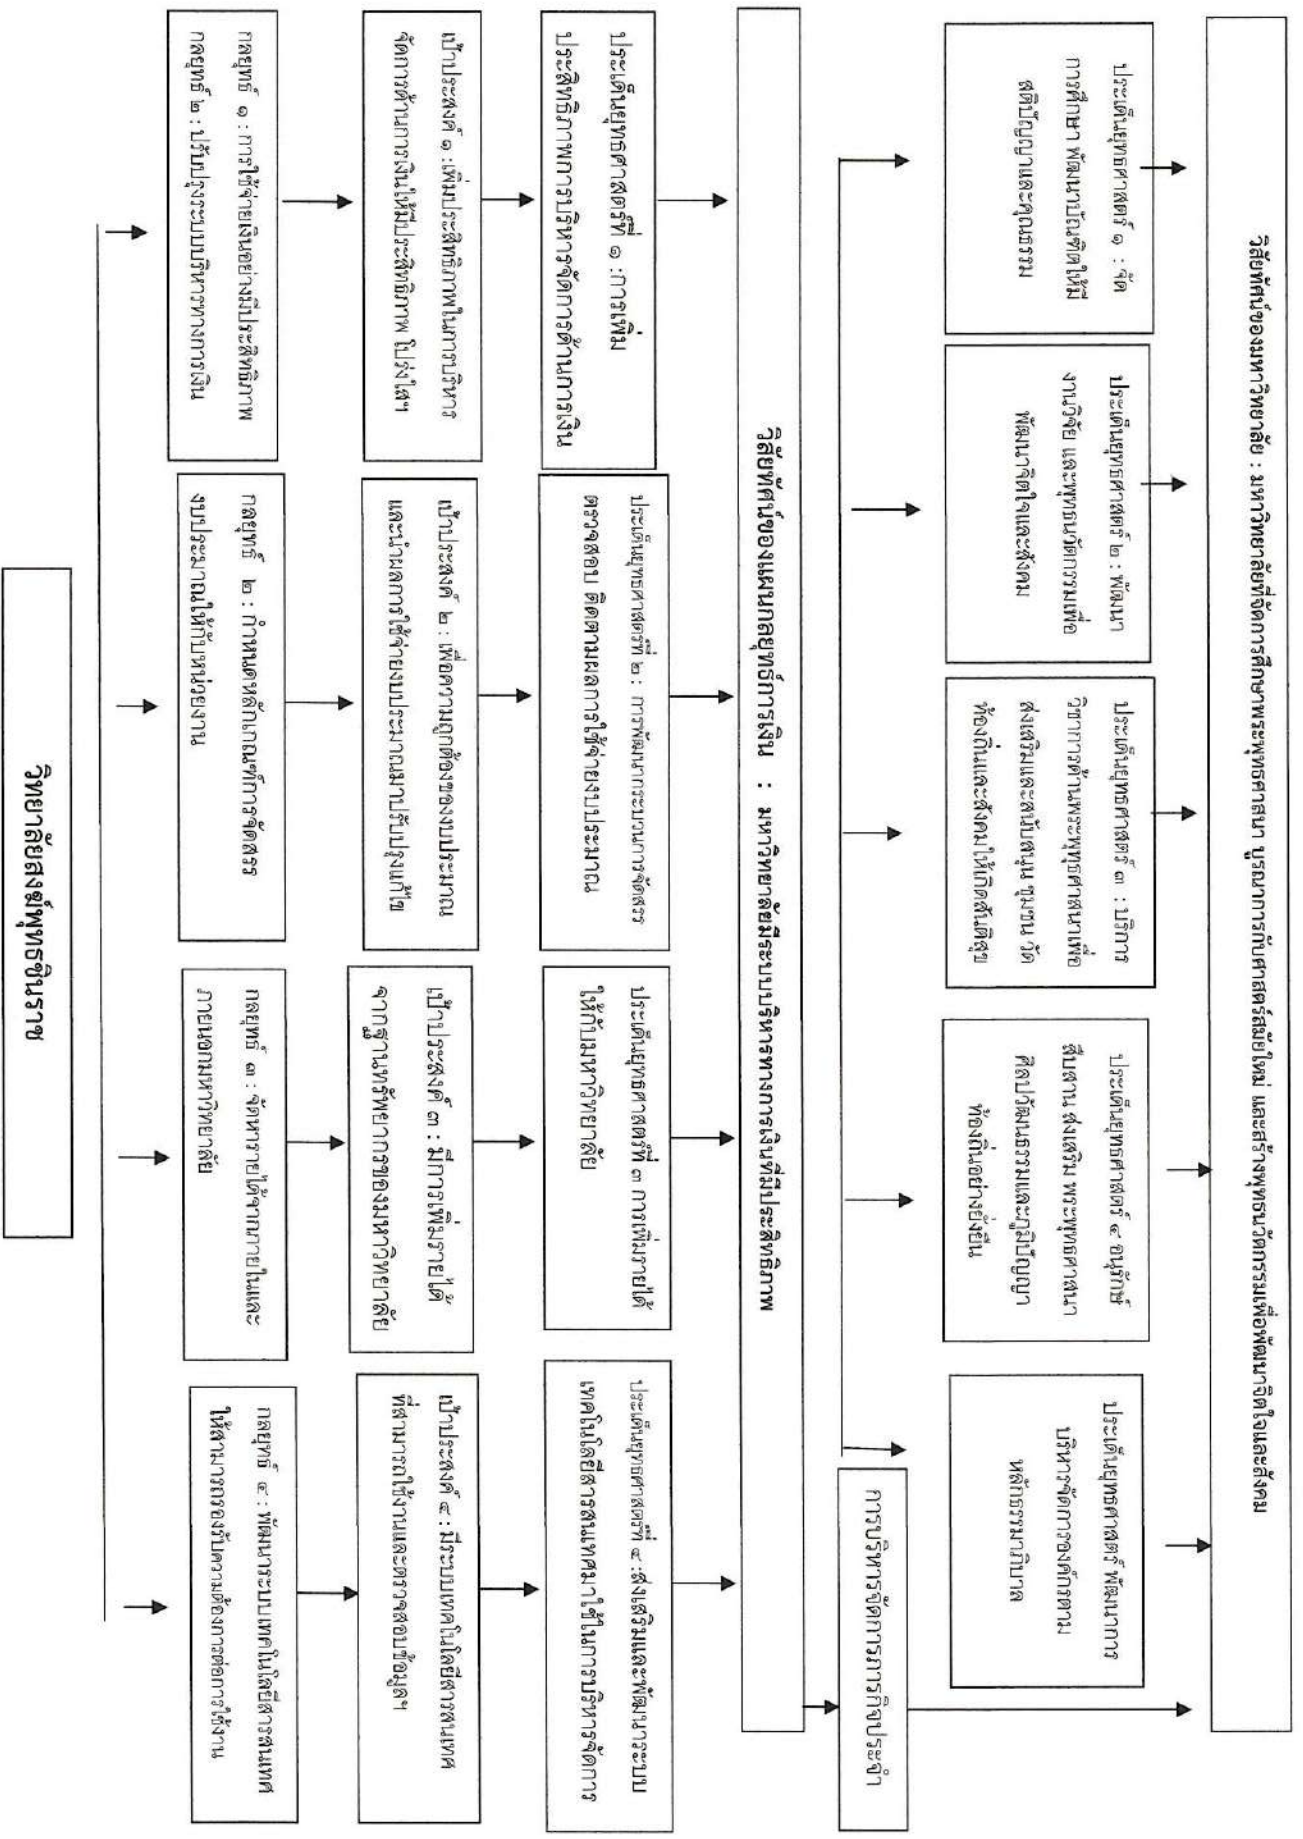 วิสัยทัศน์ของมหาวิทยาลัย : มหาวิทยาลัยที่จัดการศึกษาพระพุทธศาสนา บูรณาการกับศาสตร์สมัยใหม่ และสร้างพุทธนวัตกรรมเพื่อพัฒนาจิตใจและสังคม
ประเด็นยุทธศาสตร์ ๑ : จัด
การศึกษา พัฒนาบัณฑิตให้มี
สติปัญญาและคุณธรรม
ประเด็นยุทธศาสตร์ ๒ : พัฒนา
งานวิจัย และพุทธนวัตกรรมเพื่อ
พัฒนาจิตใจและสังคม
ประเด็นยุทธศาสตร์ ๓ : บริการ
วิชาการด้านพระพุทธศาสนาเพื่อ
ส่งเสริมและสนับสนุน ชุมชน วัด
ท้องถิ่นและสังคมให้เกิดสันติสุข
ประเด็นยุทธศาสตร์ ๔ อนุรักษ์
สืบสาน ส่งเสริม พระพุทธศาสนา
ศิลปวัฒนธรรมและภูมิปัญญา
ท้องถิ่นอย่างยั่งยืน
ประเด็นยุทธศาสตร์ พัฒนาการ
บริหารจัดการองค์กรตาม
หลักธรรมาภิบาล
การบริหารจัดการภารกิจประจำ
วิสัยทัศน์ของแผนกลยุทธ์การเงิน : มหาวิทยาลัยมีระบบบริหารทางการเงินที่มีประสิทธิภาพ
ประเด็นยุทธศาสตร์ที่ ๑ :การเพิ่ม
ประสิทธิภาพการบริหารจัดการด้านการเงิน
ประเด็นยุทธศาสตร์ที่ ๒ : การพัฒนากระบวนการจัดสรร
ตรวจสอบ ติดตามผลการใช้จ่ายงบประมาณ
ประเด็นยุทธศาสตร์ที่ ๓ การเพิ่มรายได้
ให้กับมหาวิทยาลัย
ประเด็นยุทธศาสตร์ที่ ๔ :ส่งเสริมและพัฒนาระบบ
เทคโนโลยีสารสนเทศมาใช้ในการบริหารจัดการ
เป้าประสงค์ ๑ :เพิ่มประสิทธิภาพในการบริหาร
จัดการด้านการเงินให้มีประสิทธิภาพ โปร่งใสฯ
เป้าประสงค์ ๒ : เพื่อความถูกต้องของงบประมาณ
และนำผลการใช้จ่ายงบประมาณมาปรับปรุงแก้ไข
เป้าประสงค์ ๓ : มีการเพิ่มรายได้
จากฐานทรัพยากรของมหาวิทยาลัย
เป้าประสงค์ ๔ : มีระบบเทคโนโลยีสารสนเทศ
ที่สามารถใช้งานและตรวจสอบข้อมูลฯ
กลยุทธ์ ๑ : การใช้จ่ายเงินอย่างมีประสิทธิภาพ
กลยุทธ์ ๒ : ปรับปรุงระบบบริหารทางการเงิน
กลยุทธ์ ๒ : กำหนดหลักเกณฑ์การจัดสรร
งบประมาณให้กับหน่วยงาน
กลยุทธ์ ๓ : จัดหารายได้จากภายในและ
ภายนอกมหาวิทยาลัย
กลยุทธ์ ๔ : พัฒนาระบบเทคโนโลยีสารสนเทศ
ให้สามารถรองรับความต้องการต่อการใช้งาน
วิทยาลัยสงฆ์พุทธชินราช